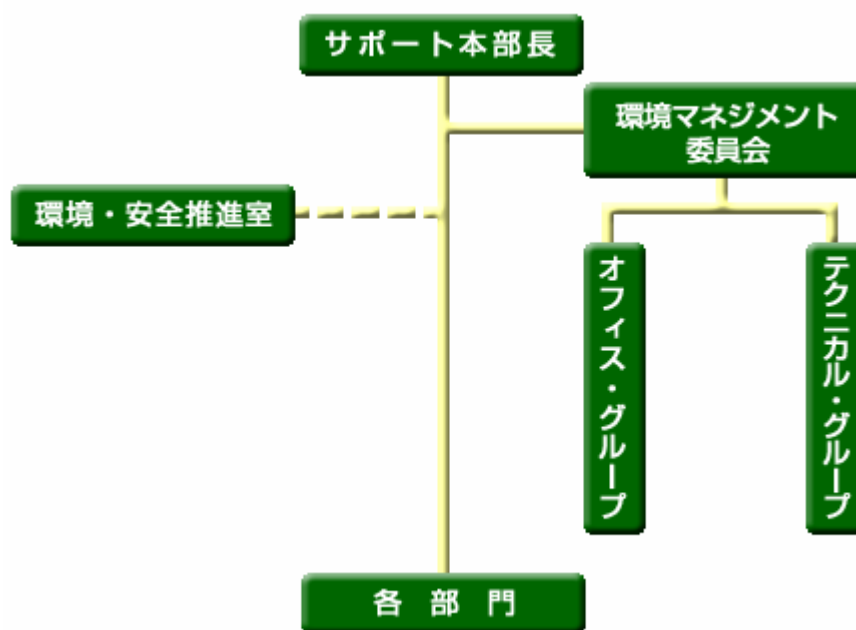 サポート本部長
環境マネジメント
委員会
環境・安全推進室
オフィス・グループ
テクニカル・グループ
各部門